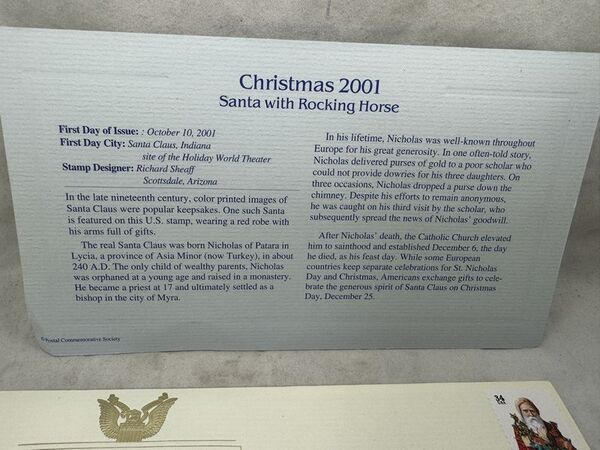 Christmas 2001
Santa with Rocking Horse
First Day of Issue: : October 10, 2001
First Day City: Santa Claus, Indiana
site of the Holiday World Theater
Stamp Designer: Richard Sheaff
Scottsdale, Arizona
In the late nineteenth century, color printed images of
Santa Claus were popular keepsakes. One such Santa
is featured on this U.S. stamp, wearing a red robe with
his arms full of gifts.
The real Santa Claus was born Nicholas of Patara in
Lycia, a province of Asia Minor (now Turkey), in about
240 A.D. The only child of wealthy parents, Nicholas
was orphaned at a young age and raised in a monastery.
He became a priest at 17 and ultimately settled as a
bishop in the city of Myra.
In his lifetime, Nicholas was well-known throughout
Europe for his great generosity. In one often-told story,
Nicholas delivered purses of gold to a poor scholar who
could not provide dowries for his three daughters. On
three occasions, Nicholas dropped a purse down the
chimney. Despite his efforts to remain anonymous,
he was caught on his third visit by the scholar, who
subsequently spread the news of Nicholas' goodwill.
After Nicholas' death, the Catholic Church elevated
him to sainthood and established December 6, the day
he died, as his feast day. While some European
countries keep separate celebrations for St. Nicholas
Day and Christmas, Americans exchange gifts to cele-
brate the generous spirit of Santa Claus on Christmas
Day, December 25.
©Postal Commemorative Society
34
USA